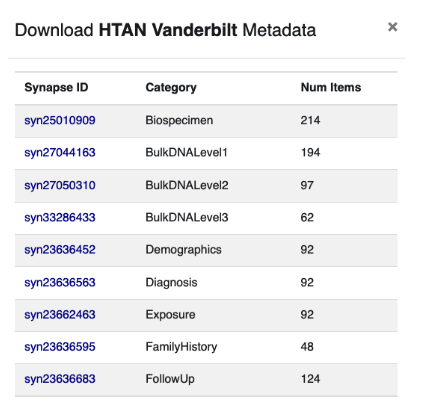 Download HTAN Vanderbilt Metadata ×
Synapse ID Category Num Items
syn25010909 Biospecimen 214
syn27044163 BulkDNALevel1 194
syn27050310 BulkDNALevel2 97
syn33286433 BulkDNALevel3 62
syn23636452 Demographics 92
syn23636563 Diagnosis 92
syn23662463 Exposure 92
syn23636595 FamilyHistory 48
syn23636683 FollowUp 124